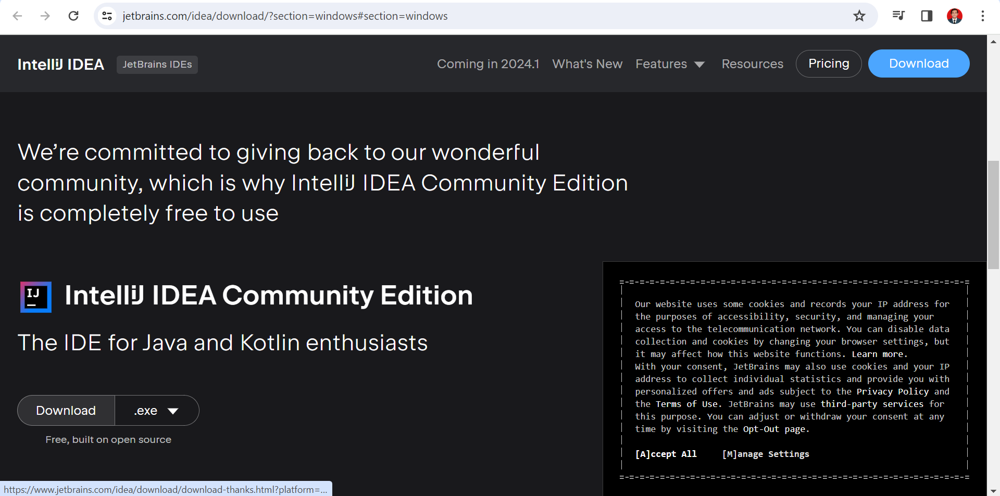 jetbrains.com/idea/download/?section=windows#section=windows
IntelliJ IDEA JetBrains IDEs Coming in 2024.1 What's New Features Resources Pricing Download
We’re committed to giving back to our wonderful
community, which is why IntelliJ IDEA Community Edition
is completely free to use
IJ IntelliJ IDEA Community Edition
The IDE for Java and Kotlin enthusiasts
Download .exe
Free, built on open source
Our website uses some cookies and records your IP address for
the purposes of accessibility, security, and managing your
access to the telecommunication network. You can disable data
collection and cookies by changing your browser settings, but
it may affect how this website functions. Learn more.
With your consent, JetBrains may also use cookies and your IP
address to collect individual statistics and provide you with
personalized offers and ads subject to the Privacy Policy and
the Terms of Use. JetBrains may use third-party services for
this purpose. You can adjust or withdraw your consent at any
time by visiting the Opt-Out page.
[A]ccept All [M]anage Settings
https://www.jetbrains.com/idea/download/download-thanks.html?platform=...